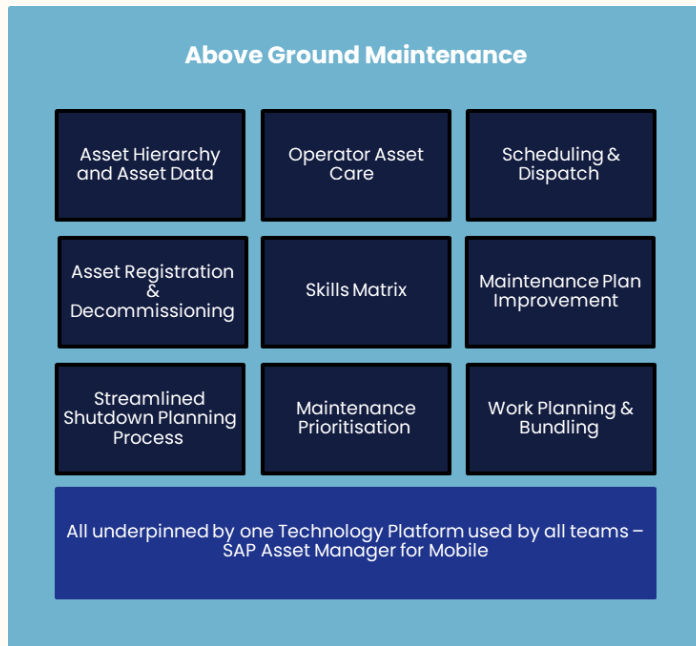 Above Ground Maintenance
Asset Hierarchy
and Asset Data
Operator Asset
Care
Scheduling &
Dispatch
Asset Registration
&
Decommissioning
Skills Matrix
Maintenance Plan
Improvement
Streamlined
Shutdown Planning
Process
Maintenance
Prioritisation
Work Planning &
Bundling
All underpinned by one Technology Platform used by all teams –
SAP Asset Manager for Mobile